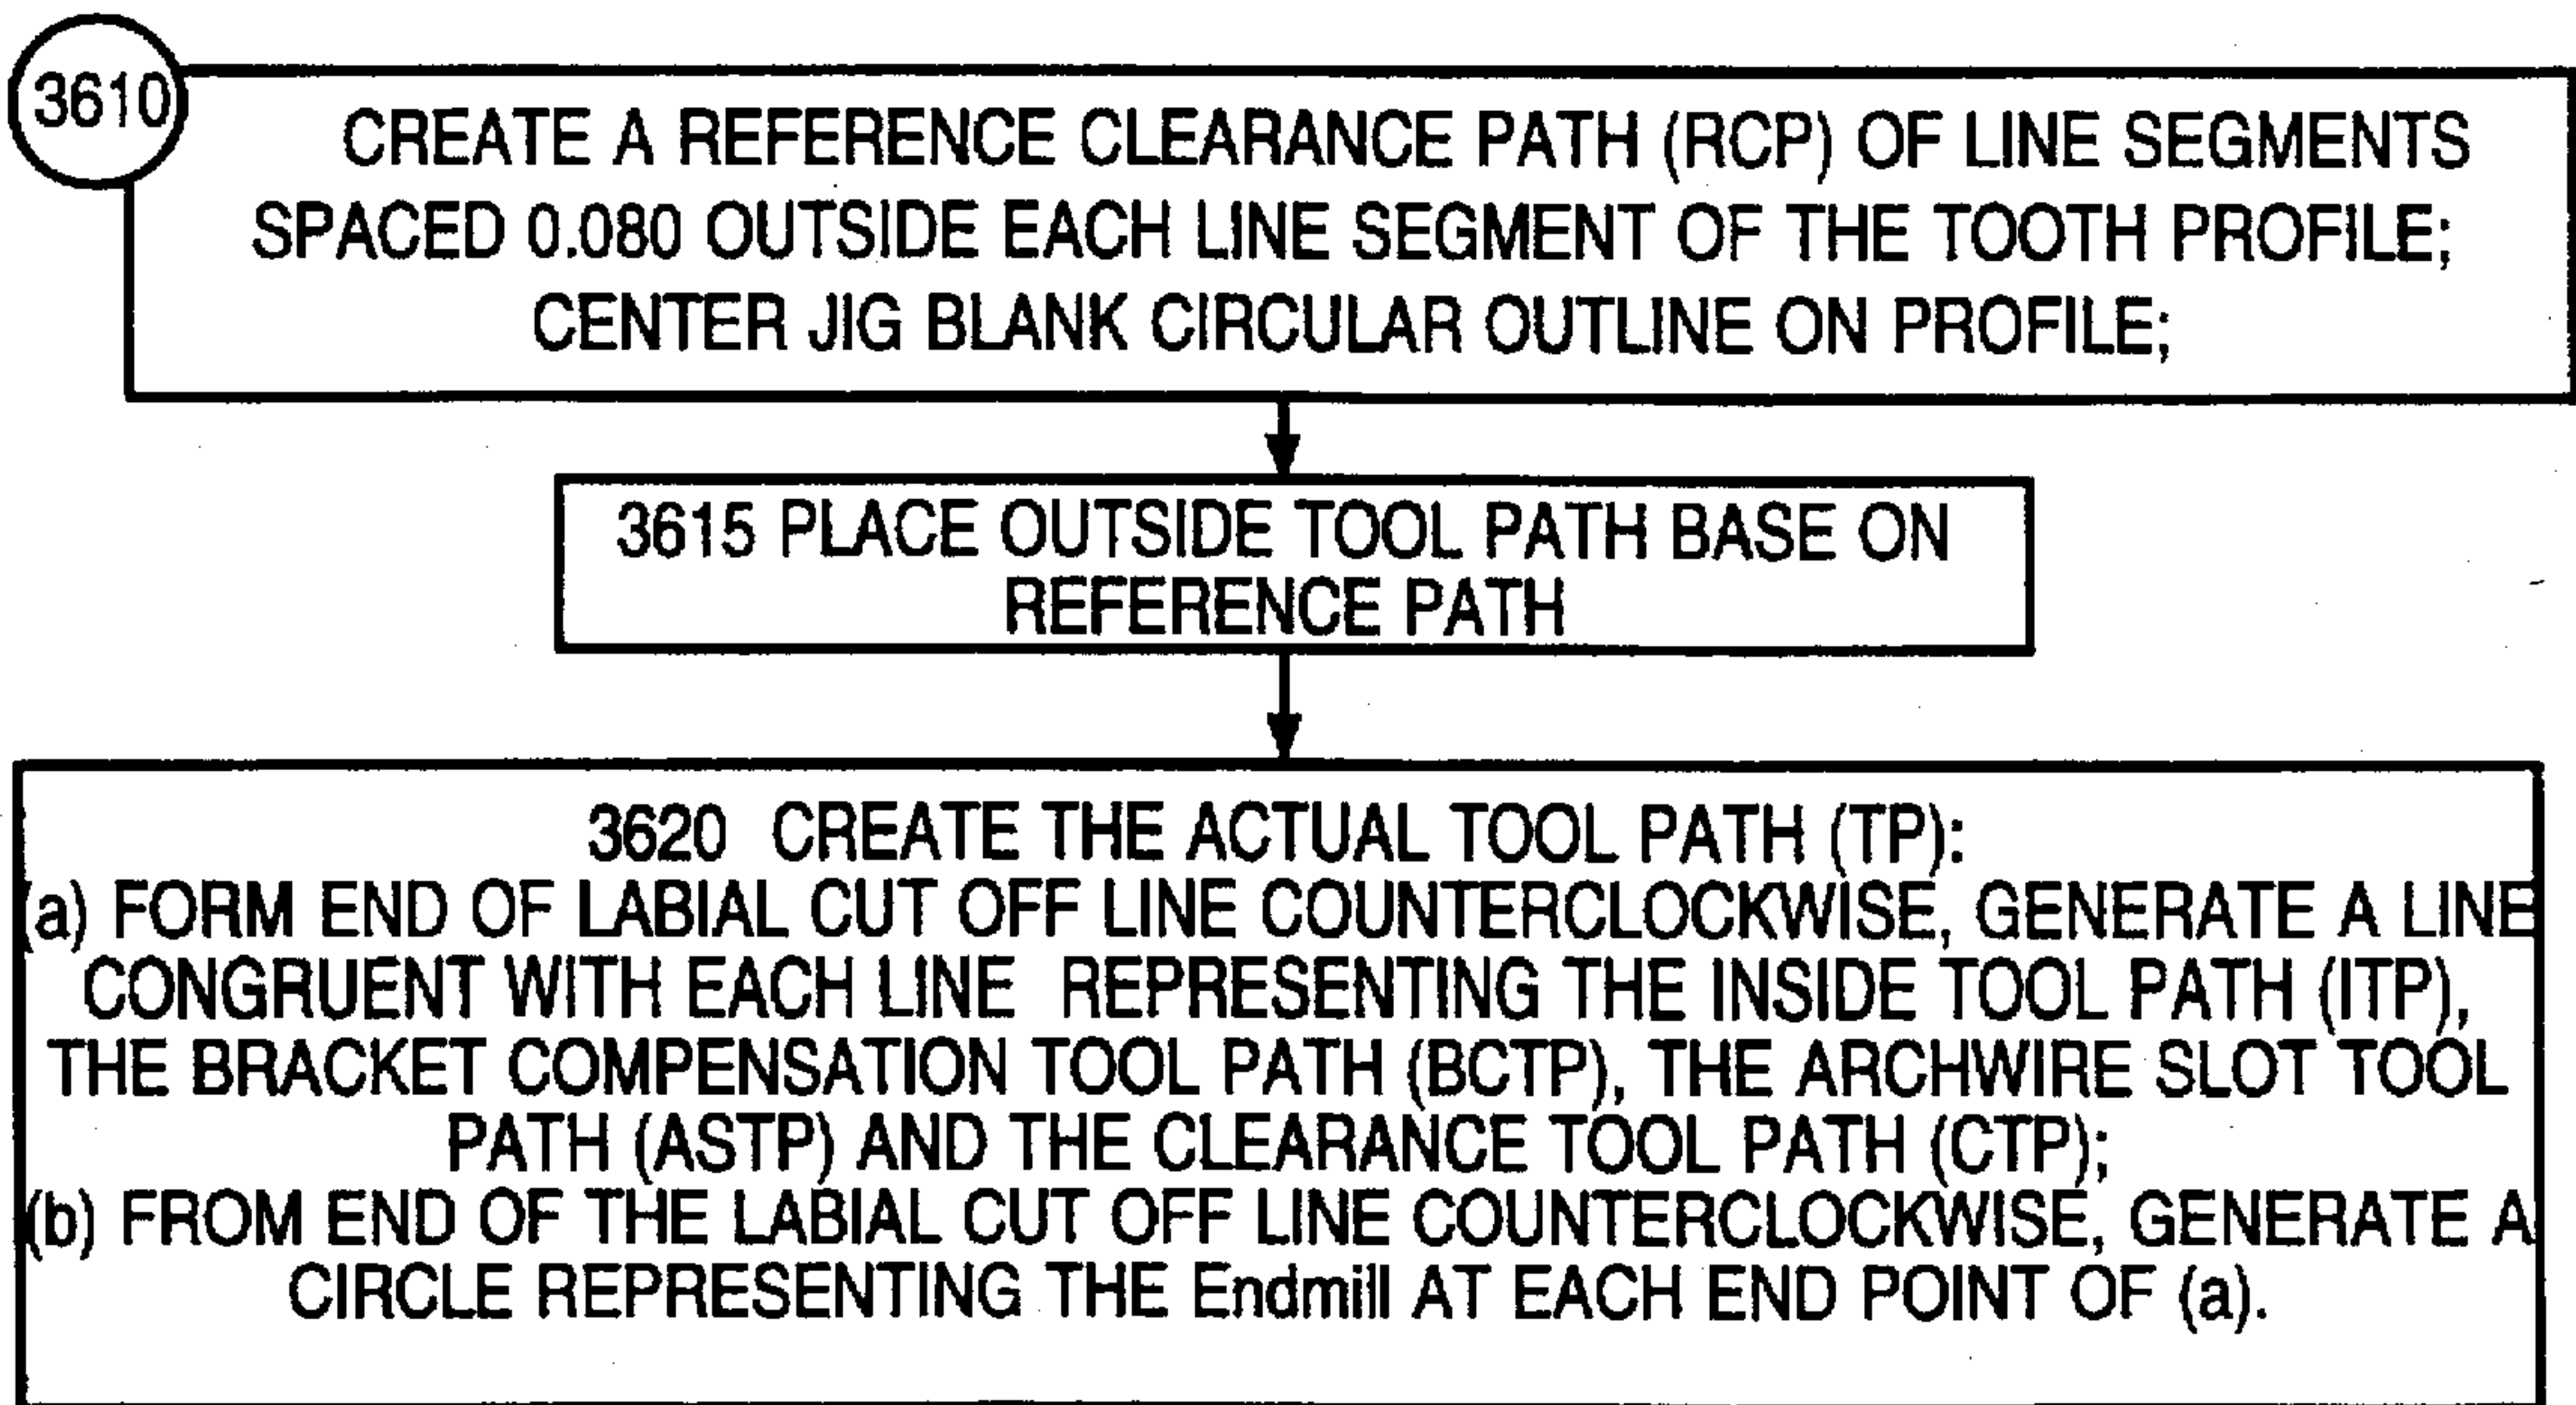 3610
CREATE A REFERENCE CLEARANCE PATH (RCP) OF LINE SEGMENTS
SPACED 0.080 OUTSIDE EACH LINE SEGMENT OF THE TOOTH PROFILE;
CENTER JIG BLANK CIRCULAR OUTLINE ON PROFILE;
3615 PLACE OUTSIDE TOOL PATH BASE ON
REFERENCE PATH
3620 CREATE THE ACTUAL TOOL PATH (TP):
(a) FORM END OF LABIAL CUT OFF LINE COUNTERCLOCKWISE, GENERATE A LINE
CONGRUENT WITH EACH LINE REPRESENTING THE INSIDE TOOL PATH (ITP),
THE BRACKET COMPENSATION TOOL PATH (BCTP), THE ARCHWIRE SLOT TOOL
PATH (ASTP) AND THE CLEARANCE TOOL PATH (CTP);
(b) FROM END OF THE LABIAL CUT OFF LINE COUNTERCLOCKWISE, GENERATE A
CIRCLE REPRESENTING THE Endmill AT EACH END POINT OF (a).